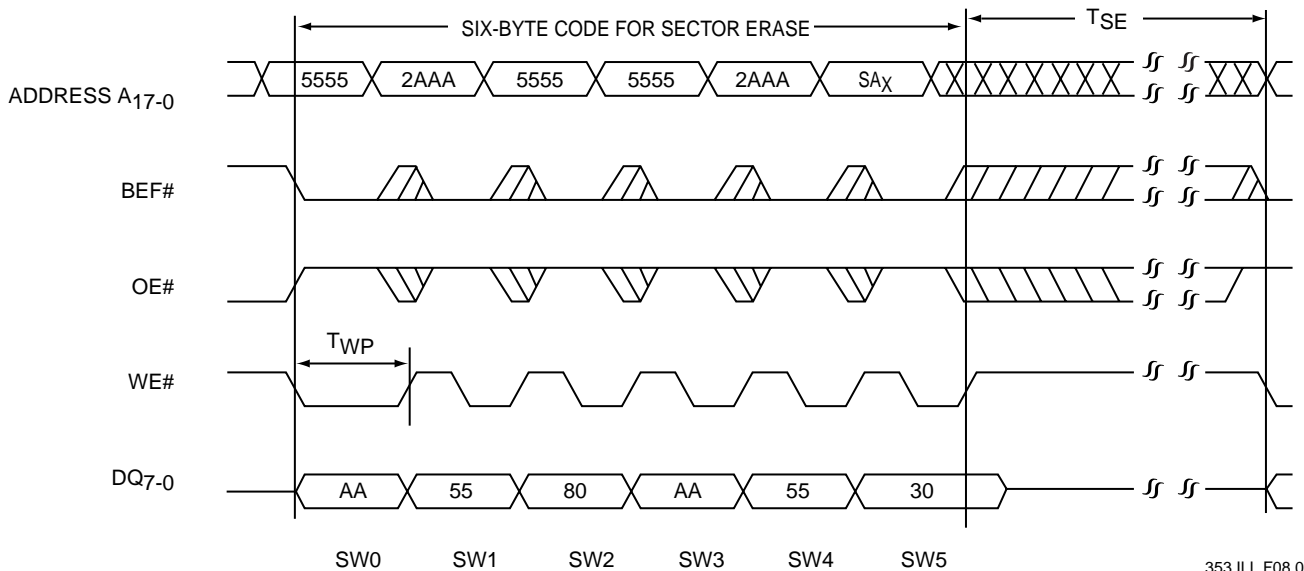 SIX-BYTE CODE FOR SECTOR ERASE
TSE
ADDRESS A17-0
5555 2AAA 5555 5555 2AAA SAX
BEF#
OE#
TWP
WE#
DQ7-0
AA 55 80 AA 55 30
SW0 SW1 SW2 SW3 SW4 SW5
353 ILL F08.0